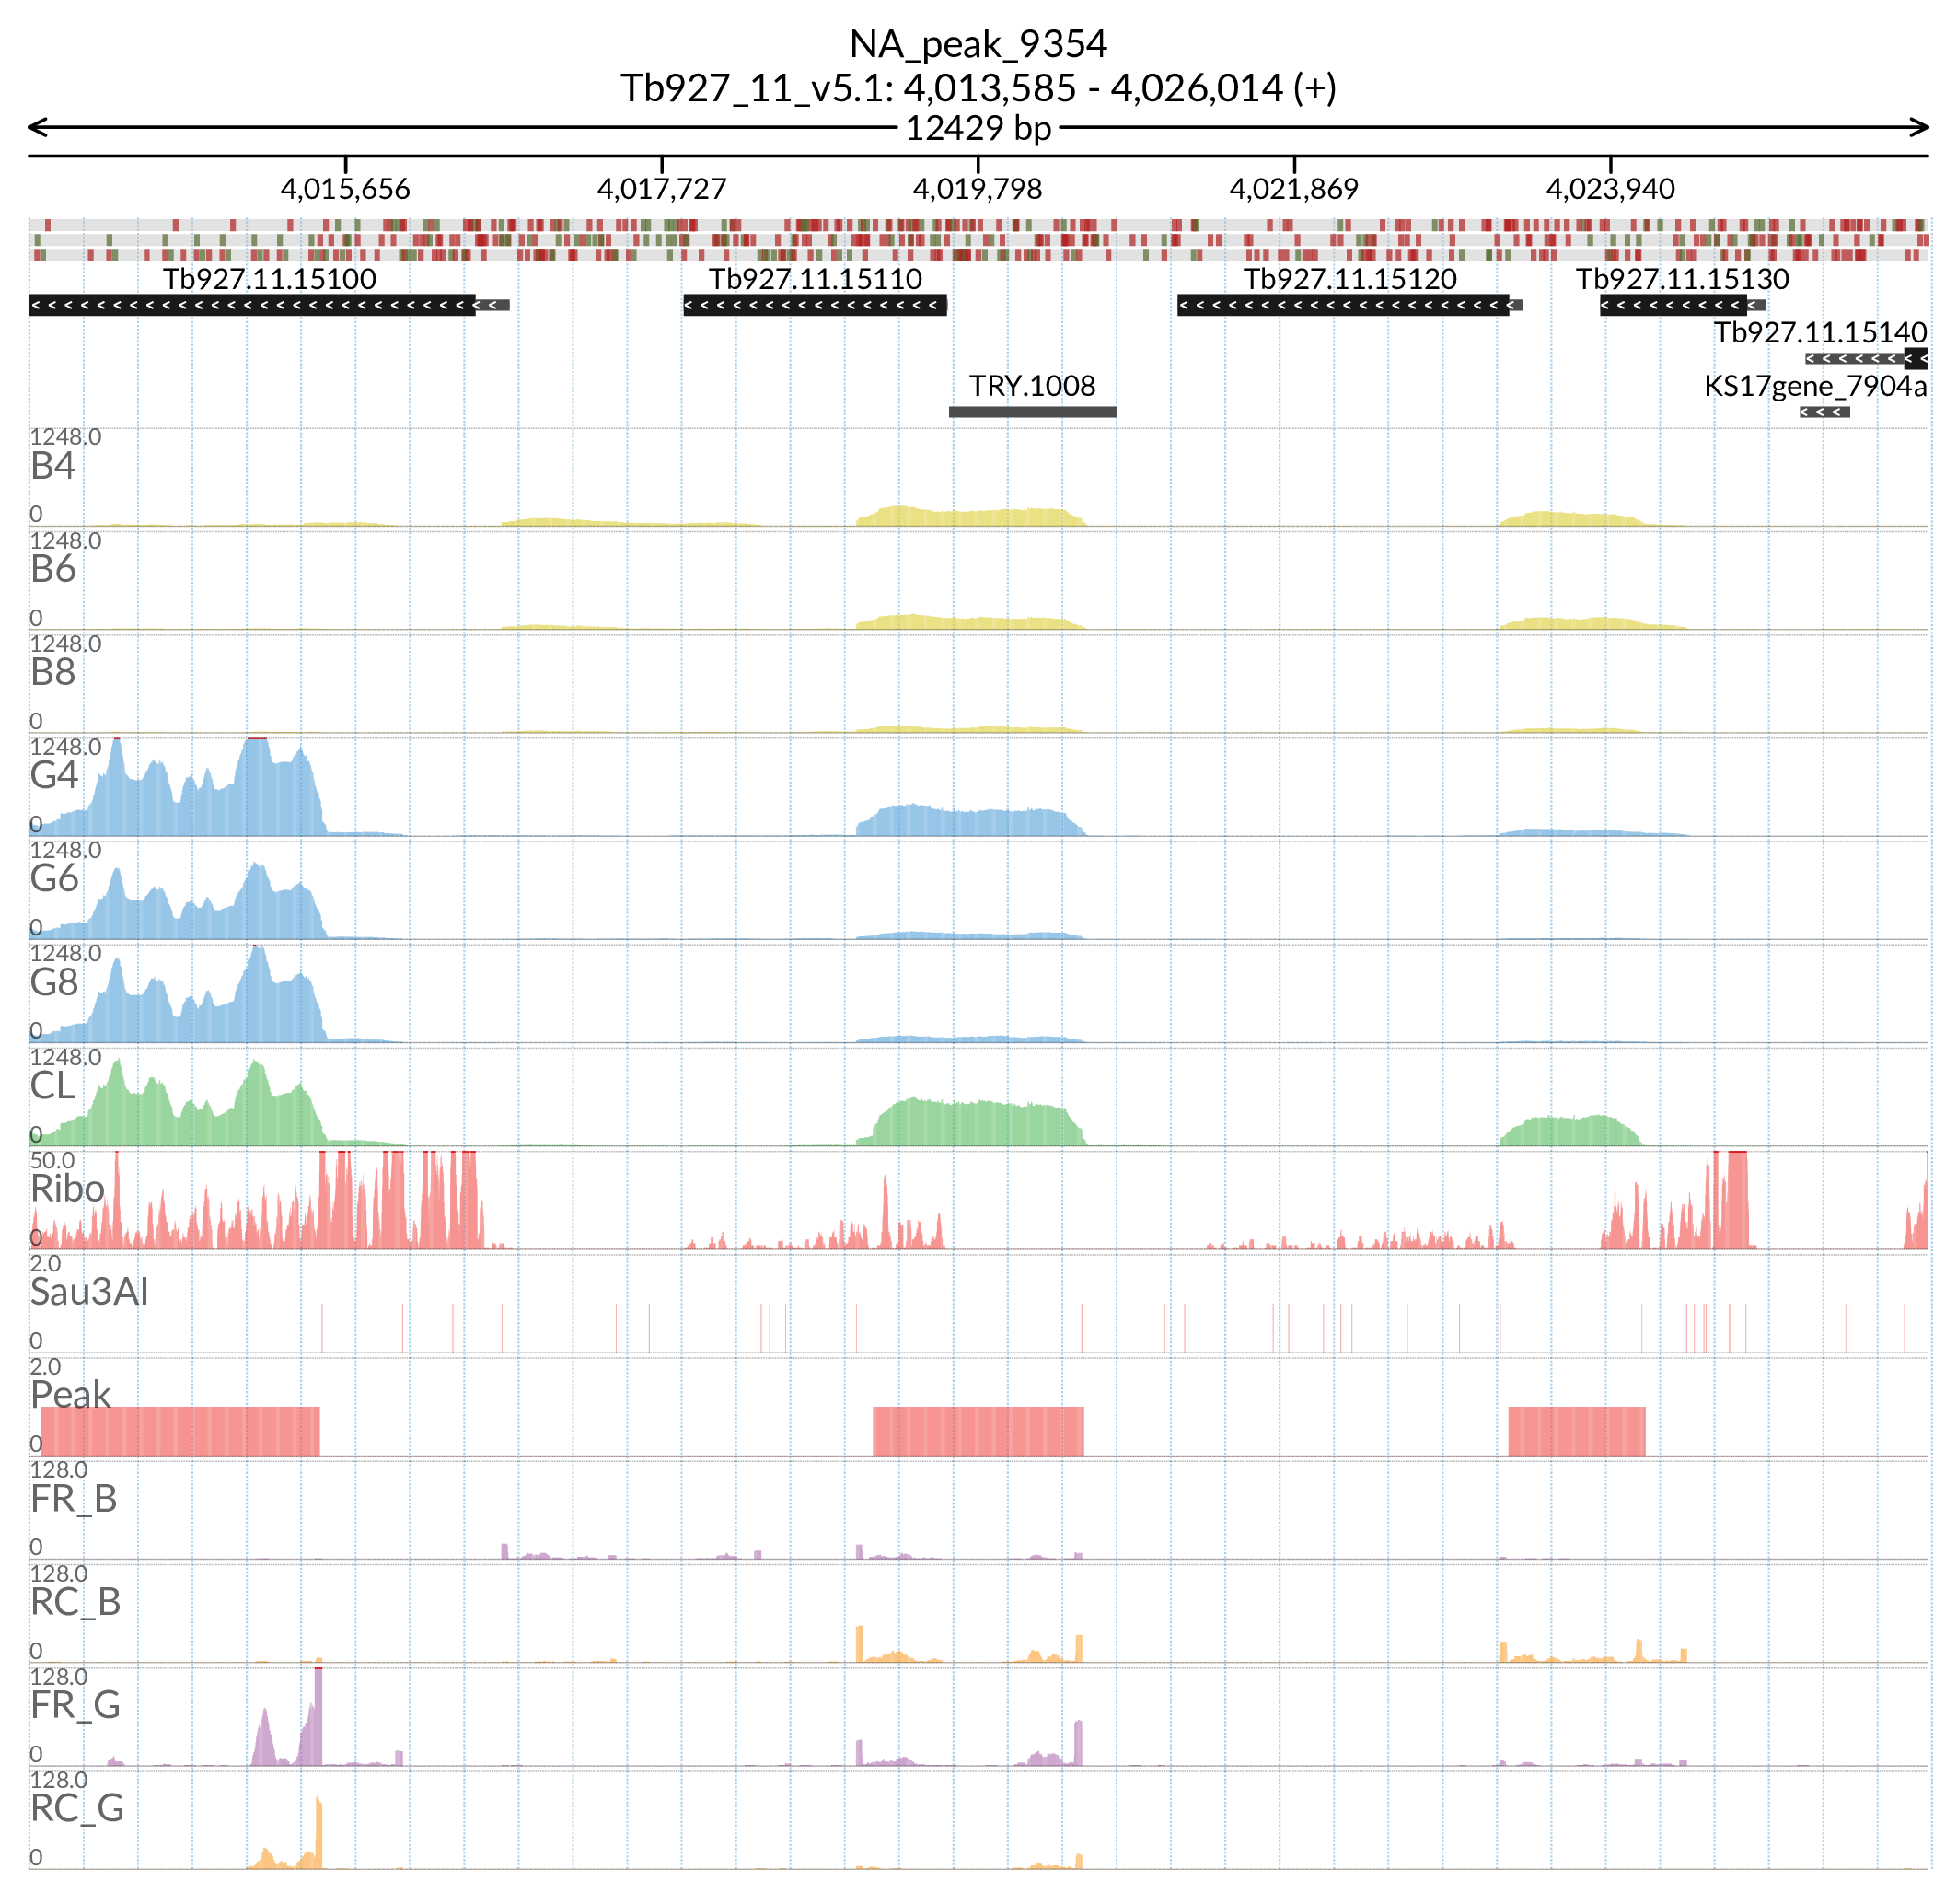 NA_peak_9354
Tb927_11_v5.1: 4,013,585 - 4,026,014 (+)
12429 bp
4,015,656 4,017,727 4,019,798 4,021,869 4,023,940
Tb927.11.15100 Tb927.11.15110 Tb927.11.15120 Tb927.11.15130
Tb927.11.15140
TRY.1008 KS17gene_7904a
1248.0
B4
0
1248.0
B6
0
1248.0
B8
0
1248.0
G4
0
1248.0
G6
0
1248.0
G8
0
1248.0
CL
0
50.0
Ribo
0
2.0
Sau3AI
0
2.0
Peak
0
128.0
FR_B
0
128.0
RC_B
0
128.0
FR_G
0
128.0
RC_G
0